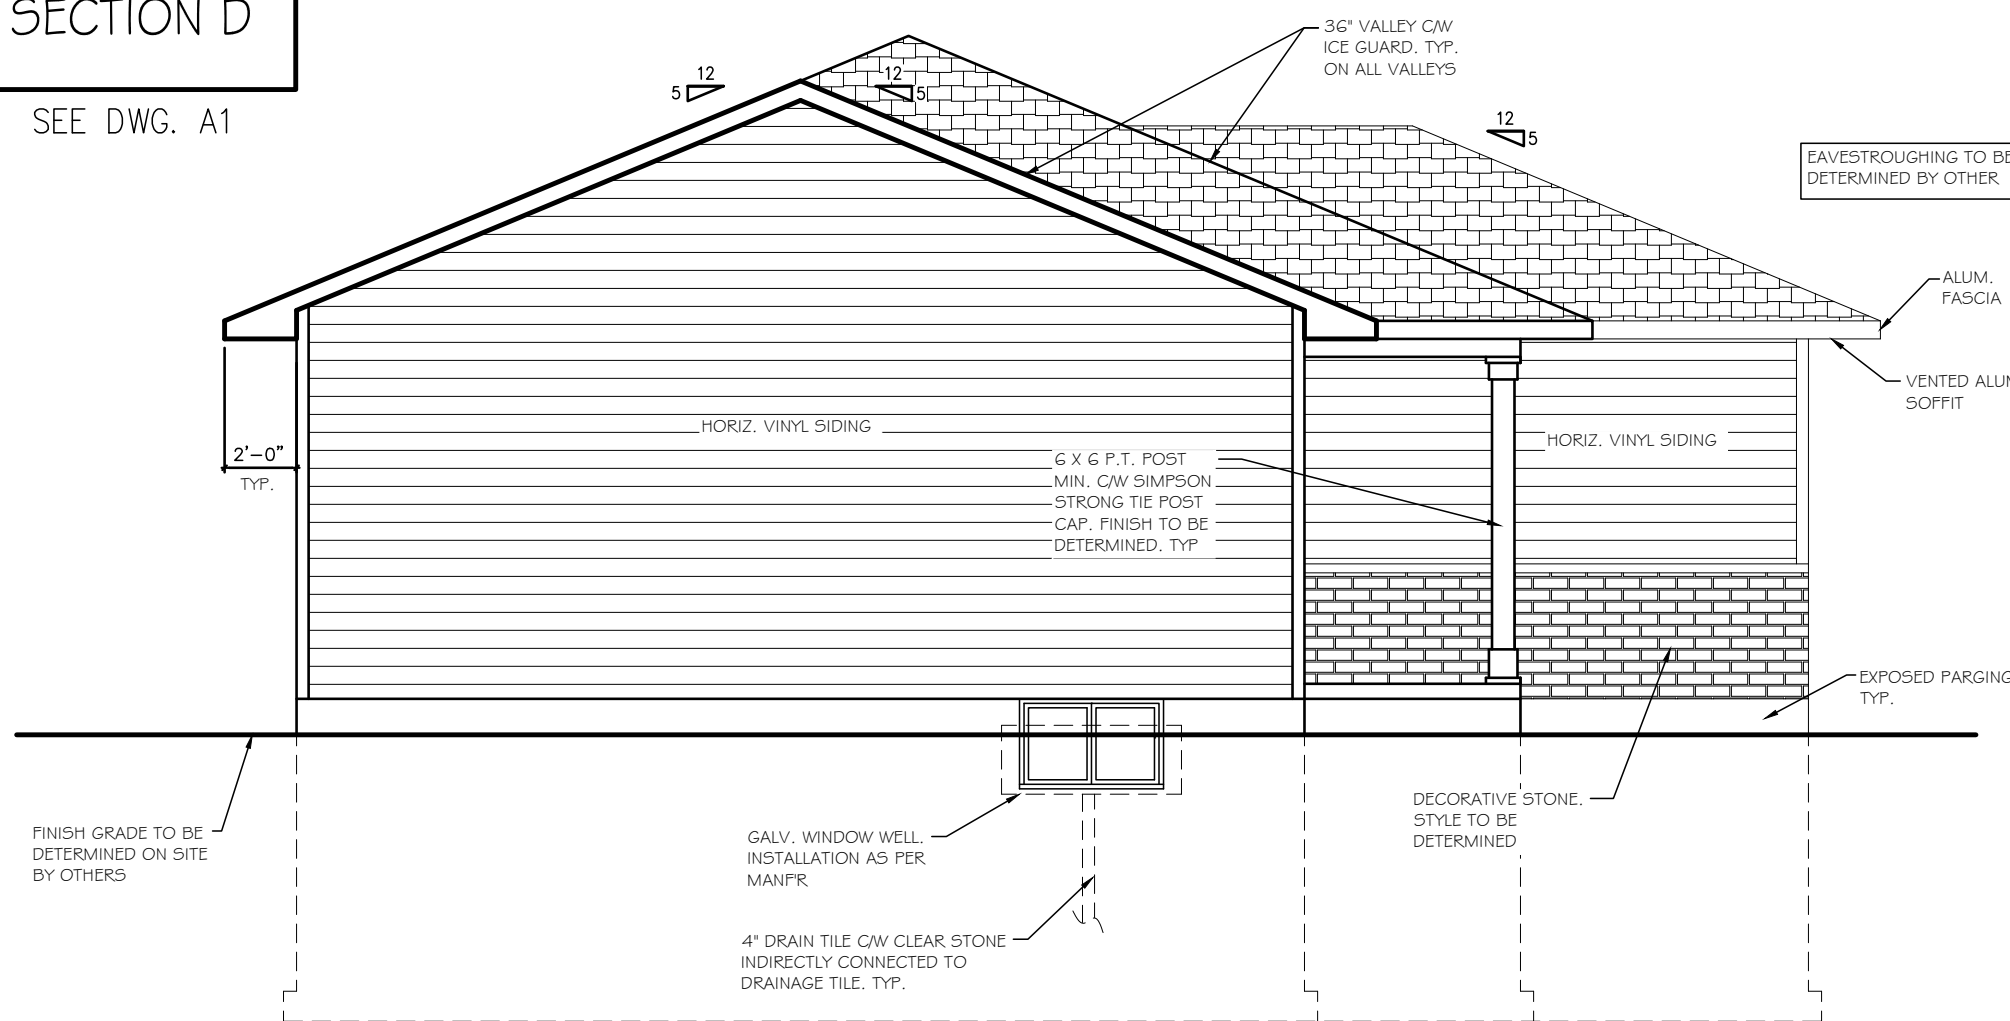 SECTION D
SEE DWG. A1
36" VALLEY C/W
ICE GUARD. TYP.
ON ALL VALLEYS
12
5
12
5
12
5
EAVESTROUGHING TO BE
DETERMINED BY OTHER
ALUM.
FASCIA
VENTED ALUM
SOFFIT
2'-0"
TYP.
HORIZ. VINYL SIDING
HORIZ. VINYL SIDING
6 X 6 P.T. POST
MIN. C/W SIMPSON
STRONG TIE POST
CAP. FINISH TO BE
DETERMINED. TYP
EXPOSED PARGING
TYP.
FINISH GRADE TO BE
DETERMINED ON SITE
BY OTHERS
GALV. WINDOW WELL.
INSTALLATION AS PER
MANF'R
DECORATIVE STONE.
STYLE TO BE
DETERMINED
4" DRAIN TILE C/W CLEAR STONE
INDIRECTLY CONNECTED TO
DRAINAGE TILE. TYP.